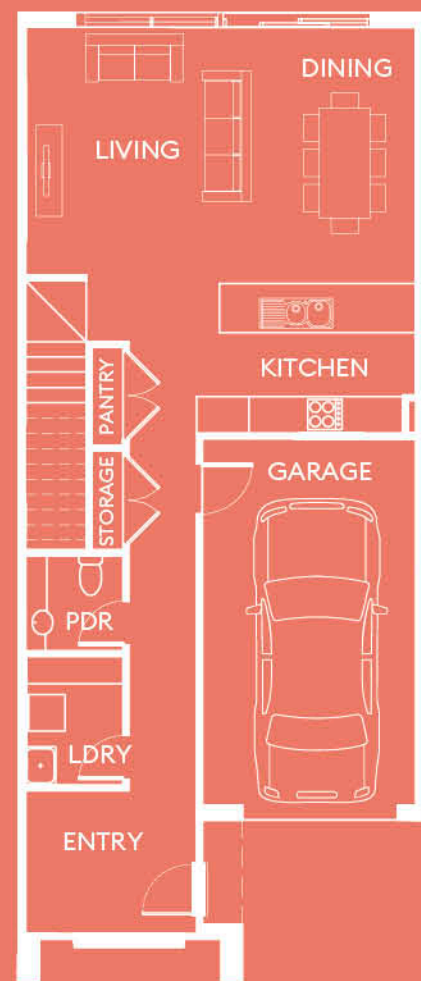 DINING
LIVING
KITCHEN
PANTRY
GARAGE
STORAGE
PDR
LDRY
ENTRY